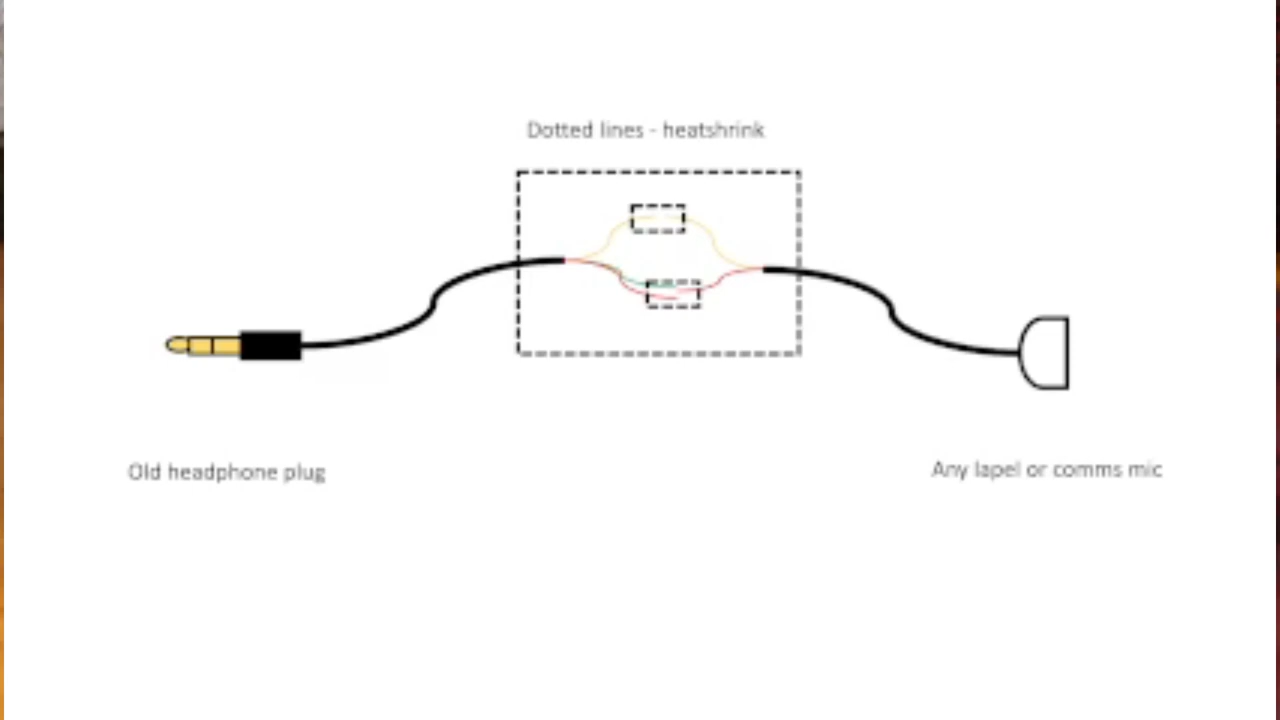 Dotted lines - heatshrink
Old headphone plug
Any lapel or comms mic